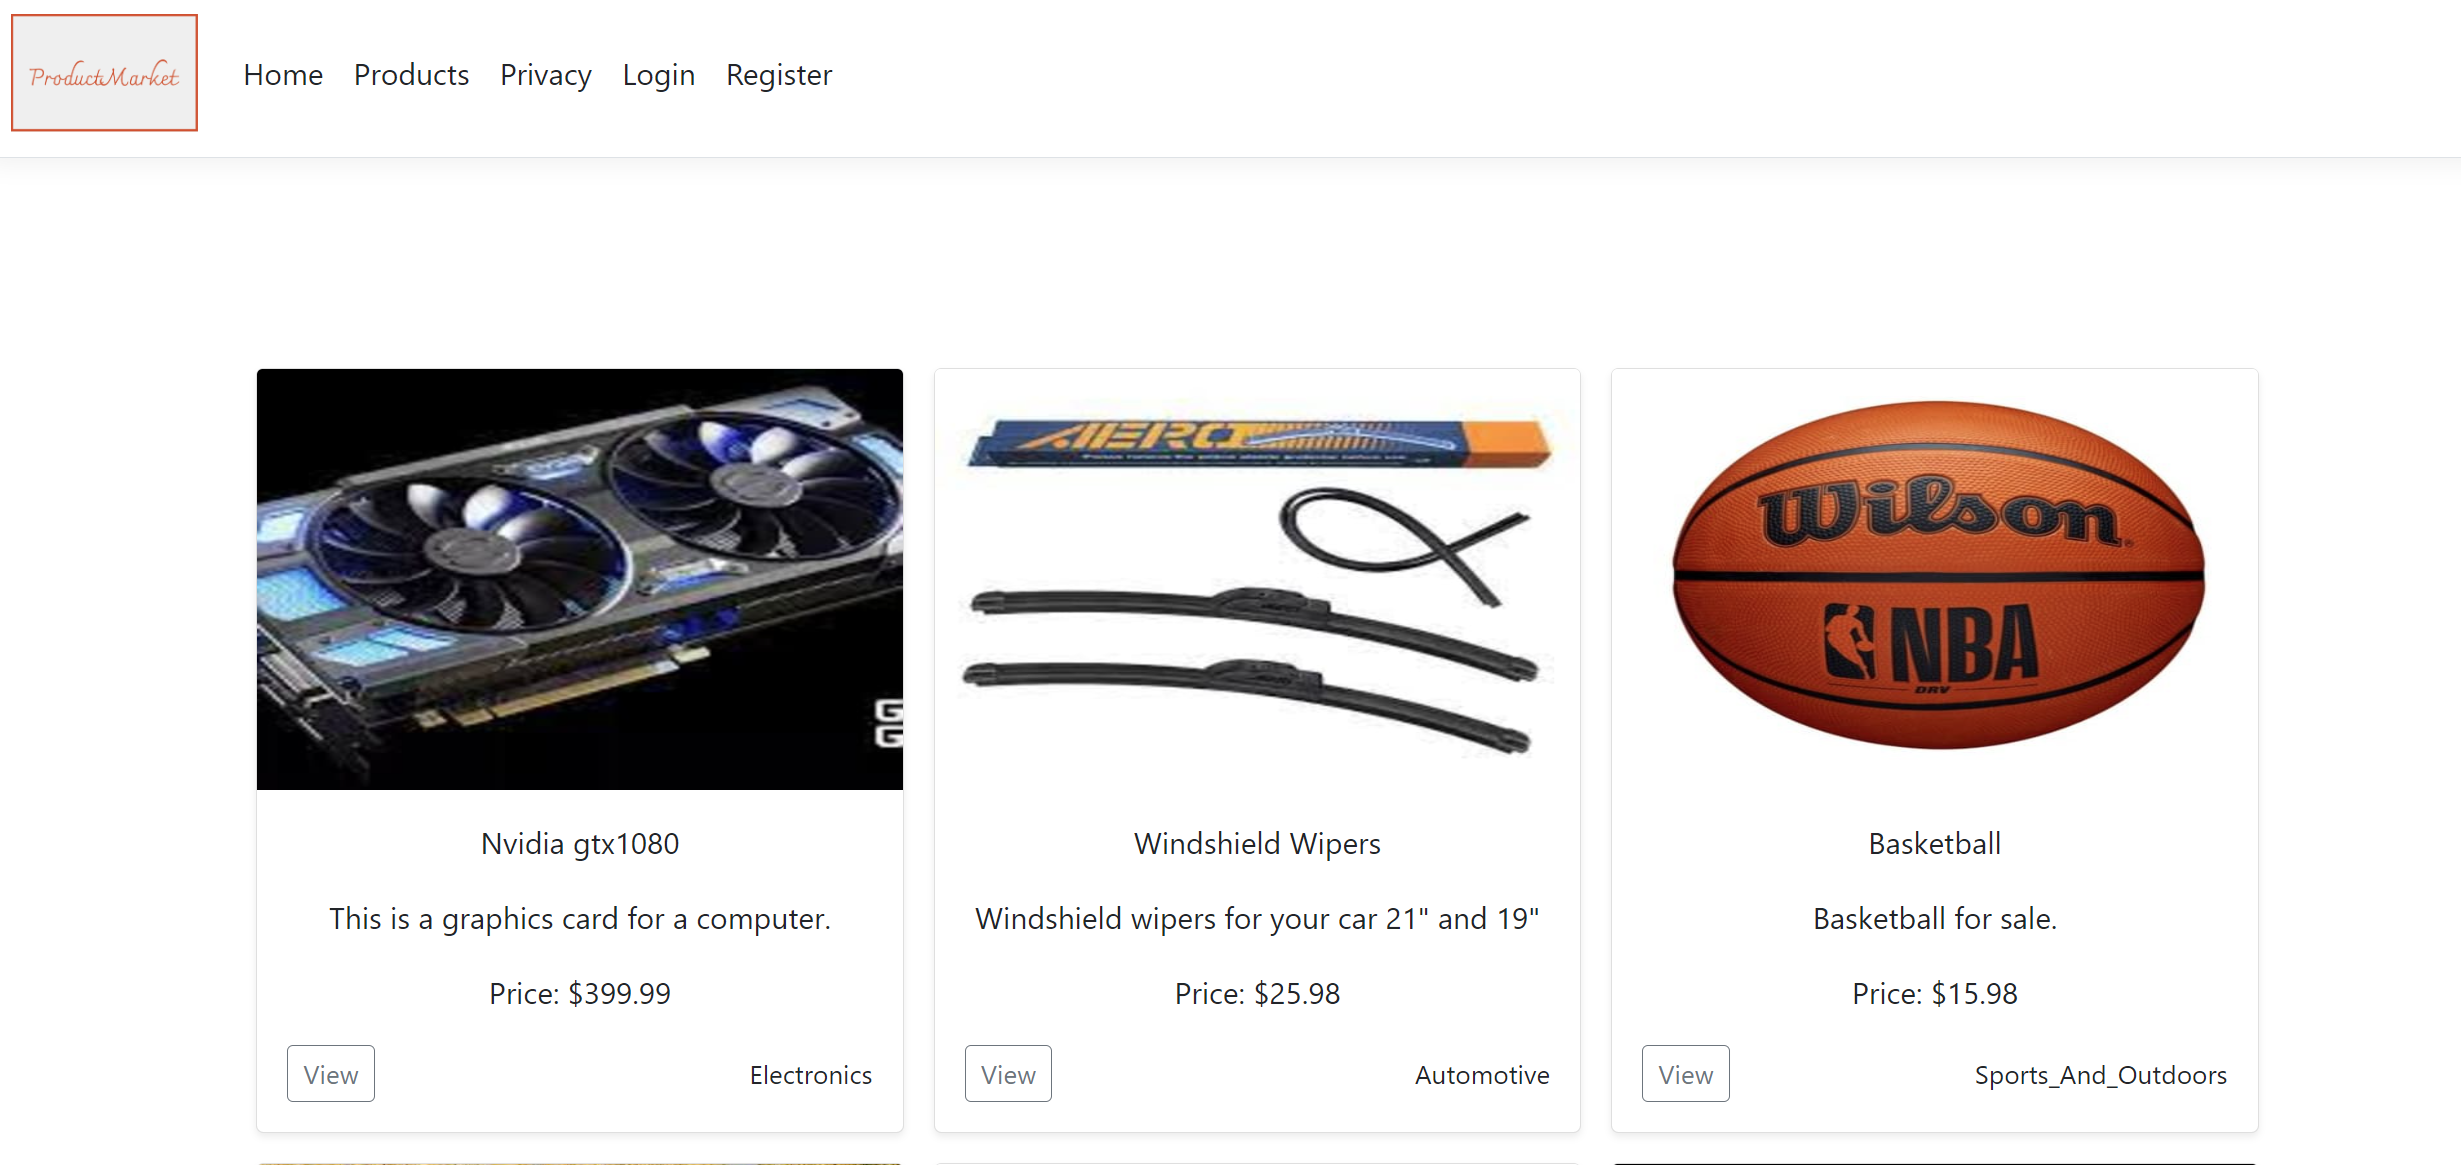 ProductMarket
Home Products Privacy Login Register
AERO
Wilson
NBA
DRV
G
G
Nvidia gtx1080
This is a graphics card for a computer.
Price: $399.99
View Electronics
Windshield Wipers
Windshield wipers for your car 21" and 19"
Price: $25.98
View Automotive
Basketball
Basketball for sale.
Price: $15.98
View Sports_And_Outdoors